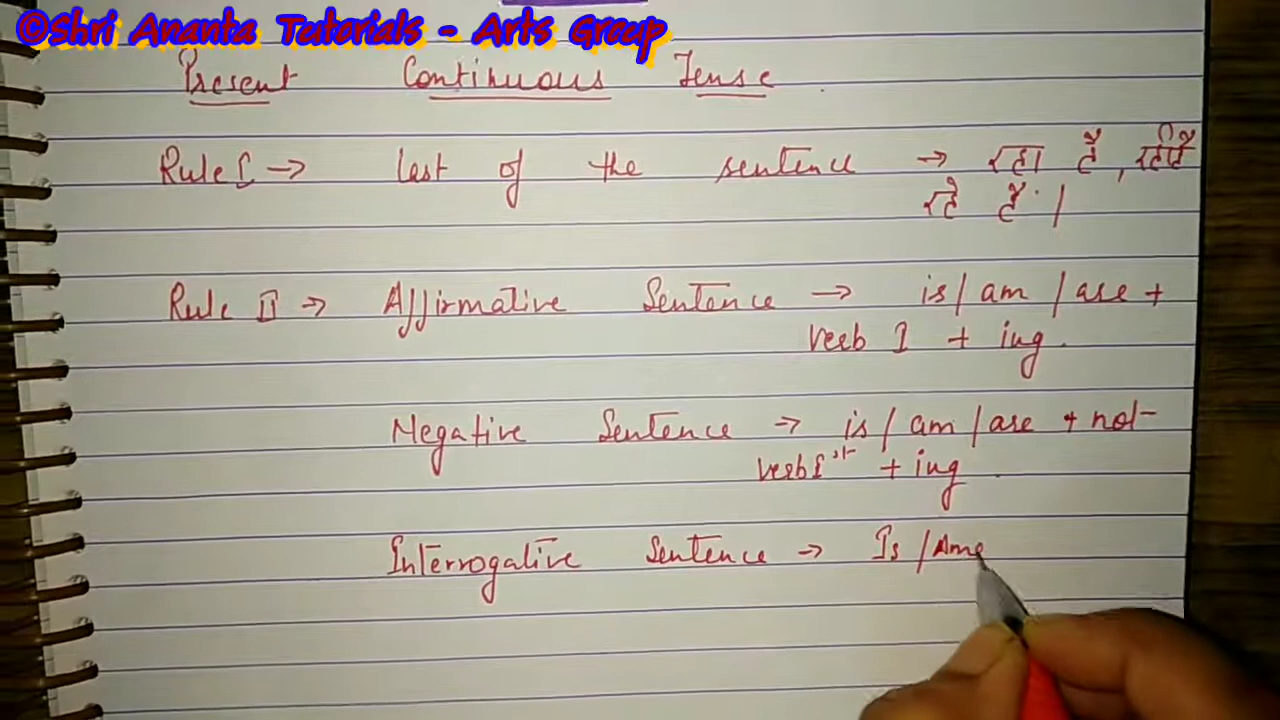 ©Shri Ananta Tutorials - Arts Group
Present Continuous Tense
Rule I → last of the sentence → रहा है, रही है
रहे हैं।
Rule II → Affirmative Sentence → is / am / are +
verb I + ing.
Negative Sentence → is / am / are + not
verb Ist + ing
Interrogative Sentence → Is / Am